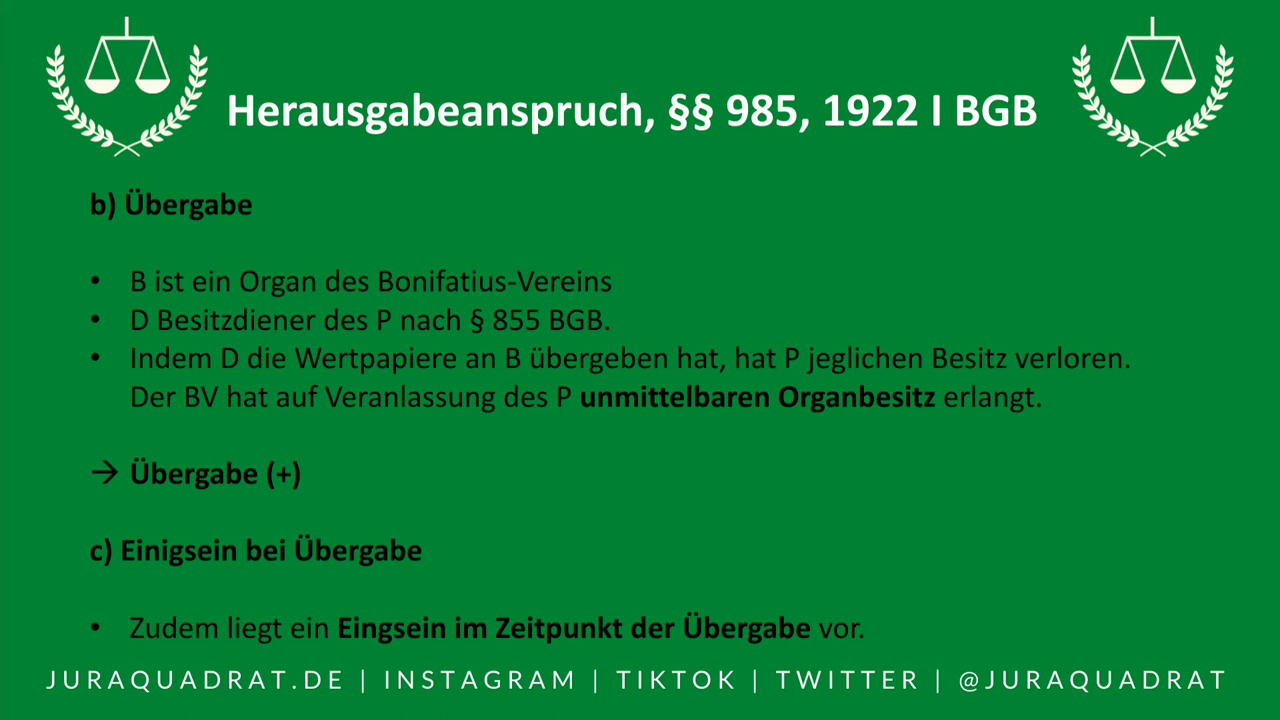 Herausgabeanspruch, §§ 985, 1922 I BGB
b) Übergabe
• B ist ein Organ des Bonifatius-Vereins
• D Besitzdiener des P nach § 855 BGB.
• Indem D die Wertpapiere an B übergeben hat, hat P jeglichen Besitz verloren.
Der BV hat auf Veranlassung des P unmittelbaren Organbesitz erlangt.
→ Übergabe (+)
c) Einigsein bei Übergabe
• Zudem liegt ein Eingsein im Zeitpunkt der Übergabe vor.
JURAQUADRAT.DE | INSTAGRAM | TIKTOK | TWITTER | @JURAQUADRAT